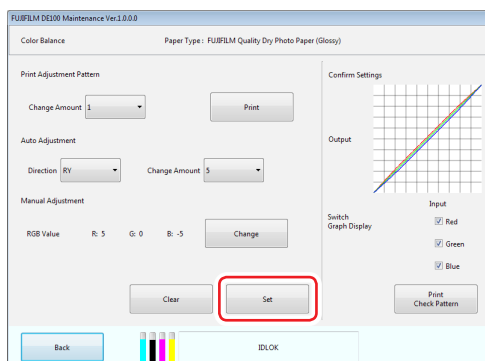 FUJIFILM DE100 Maintenance Ver.1.0.0.0
Color Balance Paper Type : FUJIFILM Quality Dry Photo Paper (Glossy)
Print Adjustment Pattern
Confirm Settings
Change Amount 1 Print
Output
Auto Adjustment
Direction RY Change Amount 5
Input
Manual Adjustment
Switch
Graph Display
Red
RGB Value R: 5 G: 0 B: -5 Change
Green
Blue
Clear Set
Print
Check Pattern
Back IDLOK